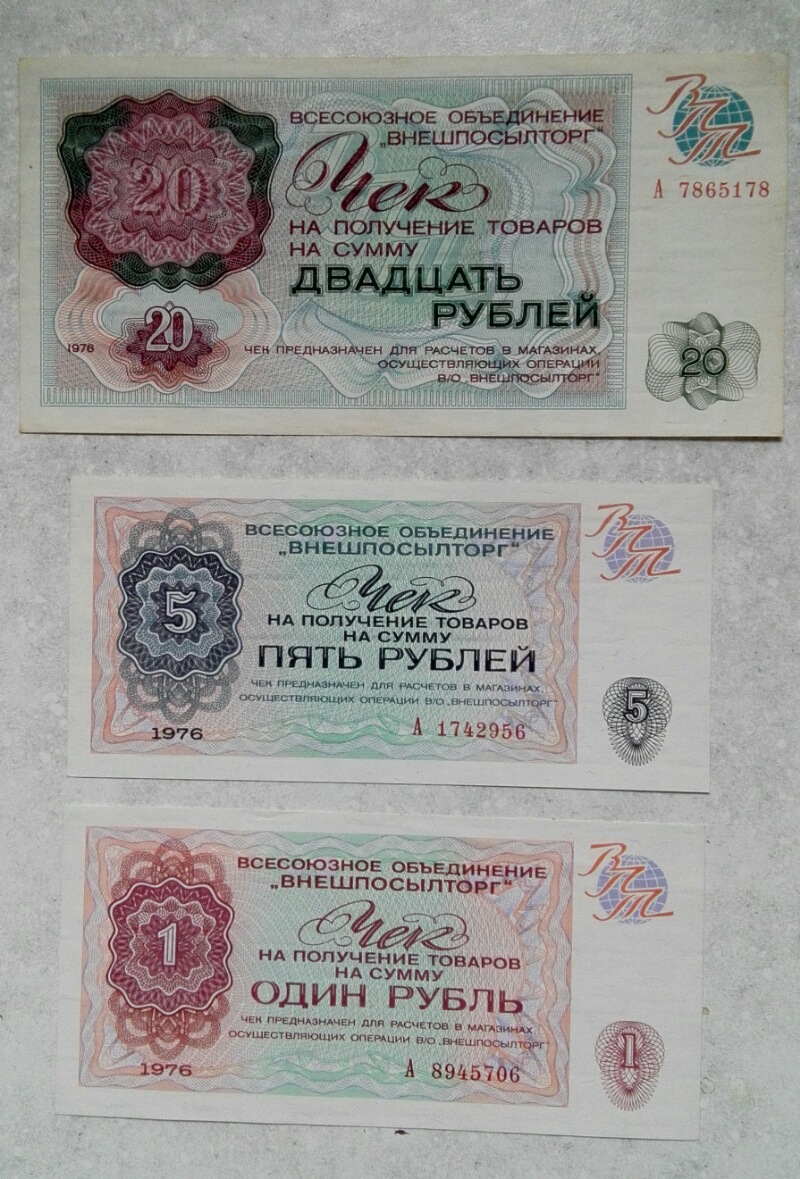 20
ВСЕСОЮЗНОЕ ОБЪЕДИНЕНИЕ
„ВНЕШПОСЫЛТОРГ“
ВПТ
А 7865178
Чек
НА ПОЛУЧЕНИЕ ТОВАРОВ
НА СУММУ
ДВАДЦАТЬ
РУБЛЕЙ
20
1976
ЧЕК ПРЕДНАЗНАЧЕН ДЛЯ РАСЧЕТОВ В МАГАЗИНАХ,
ОСУЩЕСТВЛЯЮЩИХ ОПЕРАЦИИ
В/О „ВНЕШПОСЫЛТОРГ“
20
ВСЕСОЮЗНОЕ ОБЪЕДИНЕНИЕ
„ВНЕШПОСЫЛТОРГ“
ВПТ
5
Чек
НА ПОЛУЧЕНИЕ ТОВАРОВ
НА СУММУ
ПЯТЬ РУБЛЕЙ
ЧЕК ПРЕДНАЗНАЧЕН ДЛЯ РАСЧЕТОВ В МАГАЗИНАХ,
ОСУЩЕСТВЛЯЮЩИХ ОПЕРАЦИИ В/О „ВНЕШПОСЫЛТОРГ“
5
1976
А 1742956
ВСЕСОЮЗНОЕ ОБЪЕДИНЕНИЕ
„ВНЕШПОСЫЛТОРГ“
ВПТ
1
Чек
НА ПОЛУЧЕНИЕ ТОВАРОВ
НА СУММУ
ОДИН РУБЛЬ
ЧЕК ПРЕДНАЗНАЧЕН ДЛЯ РАСЧЕТОВ В МАГАЗИНАХ,
ОСУЩЕСТВЛЯЮЩИХ ОПЕРАЦИИ В/О „ВНЕШПОСЫЛТОРГ“
1
1976
А 8945706